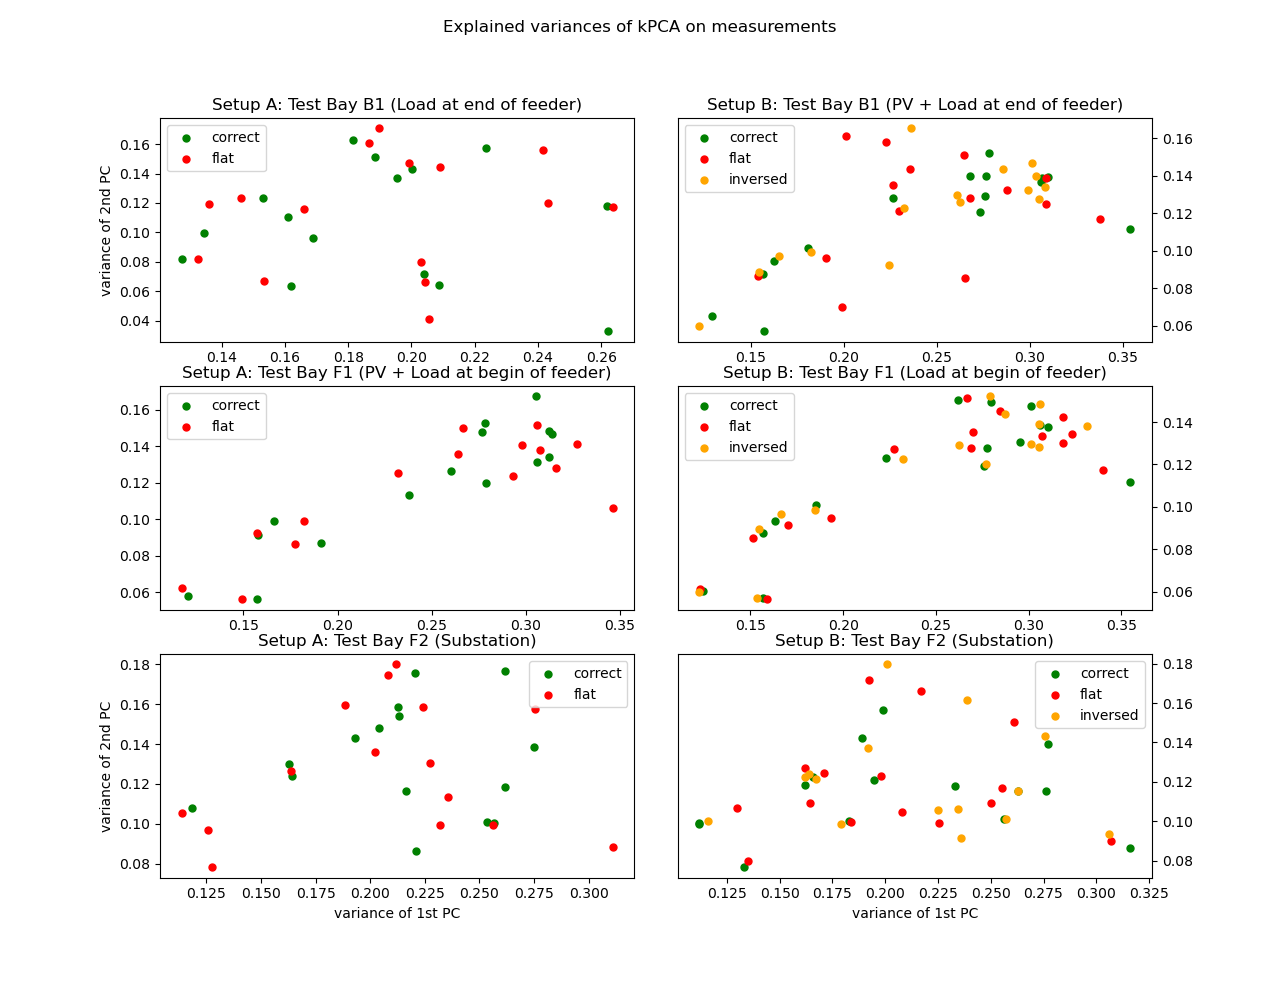 Explained variances of kPCA on measurements
Setup A: Test Bay B1 (Load at end of feeder)
correct
flat
variance of 2nd PC
0.16
0.14
0.12
0.10
0.08
0.06
0.04
0.14 0.16 0.18 0.20 0.22 0.24 0.26
Setup B: Test Bay B1 (PV + Load at end of feeder)
correct
flat
inversed
0.16
0.14
0.12
0.10
0.08
0.06
0.15 0.20 0.25 0.30 0.35
Setup A: Test Bay F1 (PV + Load at begin of feeder)
correct
flat
0.16
0.14
0.12
0.10
0.08
0.06
0.15 0.20 0.25 0.30 0.35
Setup B: Test Bay F1 (Load at begin of feeder)
correct
flat
inversed
0.14
0.12
0.10
0.08
0.06
0.15 0.20 0.25 0.30 0.35
Setup A: Test Bay F2 (Substation)
correct
flat
variance of 2nd PC
0.18
0.16
0.14
0.12
0.10
0.08
0.125 0.150 0.175 0.200 0.225 0.250 0.275 0.300
variance of 1st PC
Setup B: Test Bay F2 (Substation)
correct
flat
inversed
0.18
0.16
0.14
0.12
0.10
0.08
0.125 0.150 0.175 0.200 0.225 0.250 0.275 0.300 0.325
variance of 1st PC